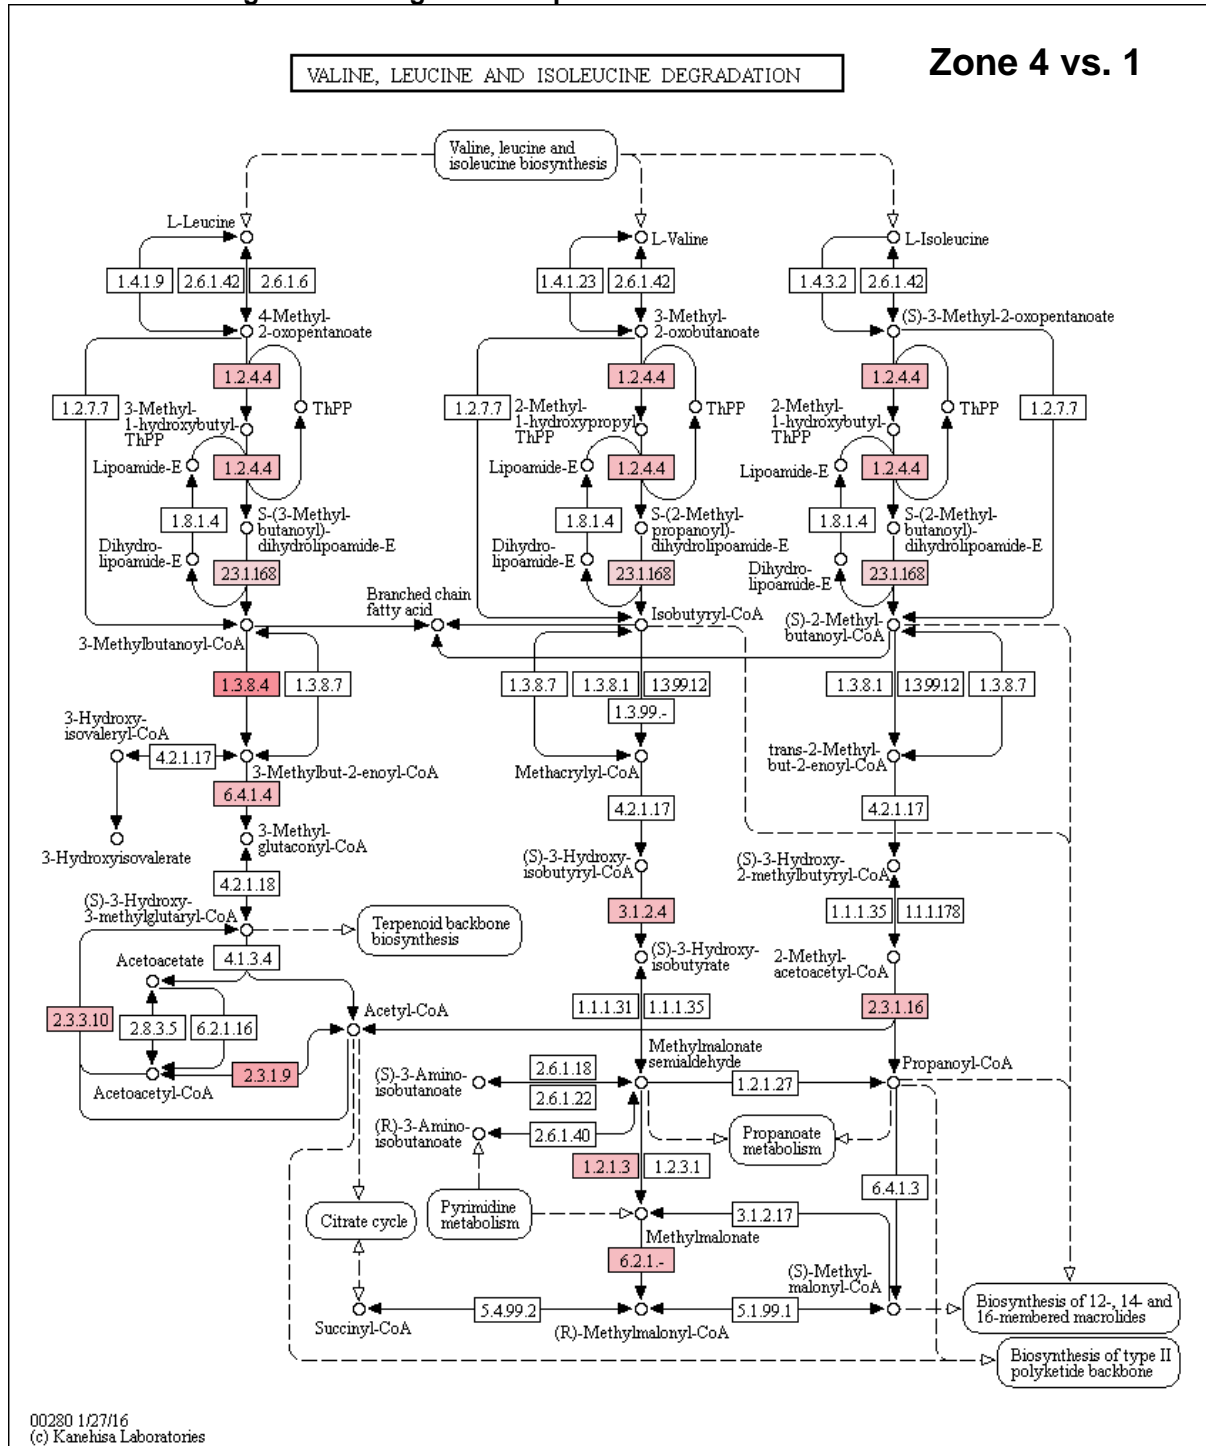 VALINE, LEUCINE AND ISOLEUCINE DEGRADATION
Zone 4 vs. 1
Valine, leucine and
isoleucine biosynthesis
L-Leucine
L-Valine
L-Isoleucine
1.4.1.9
2.6.1.42
2.6.1.6
1.4.1.23
2.6.1.42
1.4.3.2
2.6.1.42
4-Methyl-
2-oxopentanoate
3-Methyl-
2-oxobutanoate
(S)-3-Methyl-2-oxopentanoate
1.2.4.4
1.2.4.4
1.2.4.4
1.2.7.7
3-Methyl-
1-hydroxybutyl-
ThPP
ThPP
1.2.7.7
2-Methyl-
1-hydroxypropyl
ThPP
ThPP
2-Methyl-
1-hydroxybutyl-
ThPP
ThPP
1.2.7.7
Lipoamide-E
1.2.4.4
Lipoamide-E
1.2.4.4
Lipoamide-E
1.2.4.4
1.8.1.4
S-(3-Methyl-
butanoyl)-
dihydrolipoamide-E
1.8.1.4
S-(2-Methyl-
propanoyl)-
dihydrolipoamide-E
1.8.1.4
S-(2-Methyl-
butanoyl)-
dihydrolipoamide-E
Dihydro-
lipoamide-E
2.3.1.168
Dihydro-
lipoamide-E
2.3.1.168
Dihydro-
lipoamide-E
2.3.1.168
Branched chain
fatty acid
3-Methylbutanoyl-CoA
Isobutyryl-CoA
(S)-2-Methyl-
butanoyl-CoA
1.3.8.4
1.3.8.7
1.3.8.7
1.3.8.1
1.3.99.12
1.3.99.-
1.3.8.1
1.3.99.12
1.3.8.7
3-Hydroxy-
isovaleryl-CoA
4.2.1.17
3-Methylbut-2-enoyl-CoA
Methacrylyl-CoA
trans-2-Methyl-
but-2-enoyl-CoA
6.4.1.4
4.2.1.17
4.2.1.17
3-Hydroxyisovalerate
3-Methyl-
glutaconyl-CoA
(S)-3-Hydroxy-
isobutyryl-CoA
(S)-3-Hydroxy-
2-methylbutyryl-CoA
4.2.1.18
(S)-3-Hydroxy-
3-methylglutaryl-CoA
Terpenoid backbone
biosynthesis
3.1.2.4
1.1.1.35
1.1.1.178
4.1.3.4
Acetoacetate
(S)-3-Hydroxy-
isobutyrate
2-Methyl-
acetoacetyl-CoA
2.3.3.10
2.8.3.5
6.2.1.16
Acetyl-CoA
1.1.1.31
1.1.1.35
2.3.1.16
2.3.1.9
Acetoacetyl-CoA
Methylmalonate
semialdehyde
Propanoyl-CoA
(S)-3-Amino-
isobutanoate
2.6.1.18
2.6.1.22
1.2.1.27
(R)-3-Amino-
isobutanoate
2.6.1.40
Propanoate
metabolism
1.2.1.3
1.2.3.1
6.4.1.3
Citrate cycle
Pyrimidine
metabolism
3.1.2.17
Methylmalonate
6.2.1.-
(S)-Methyl-
malonyl-CoA
Succinyl-CoA
5.4.99.2
(R)-Methylmalonyl-CoA
5.1.99.1
Biosynthesis of 12-, 14- and
16-membered macrolides
Biosynthesis of type II
polyketide backbone
00280 1/27/16
(c) Kanehisa Laboratories